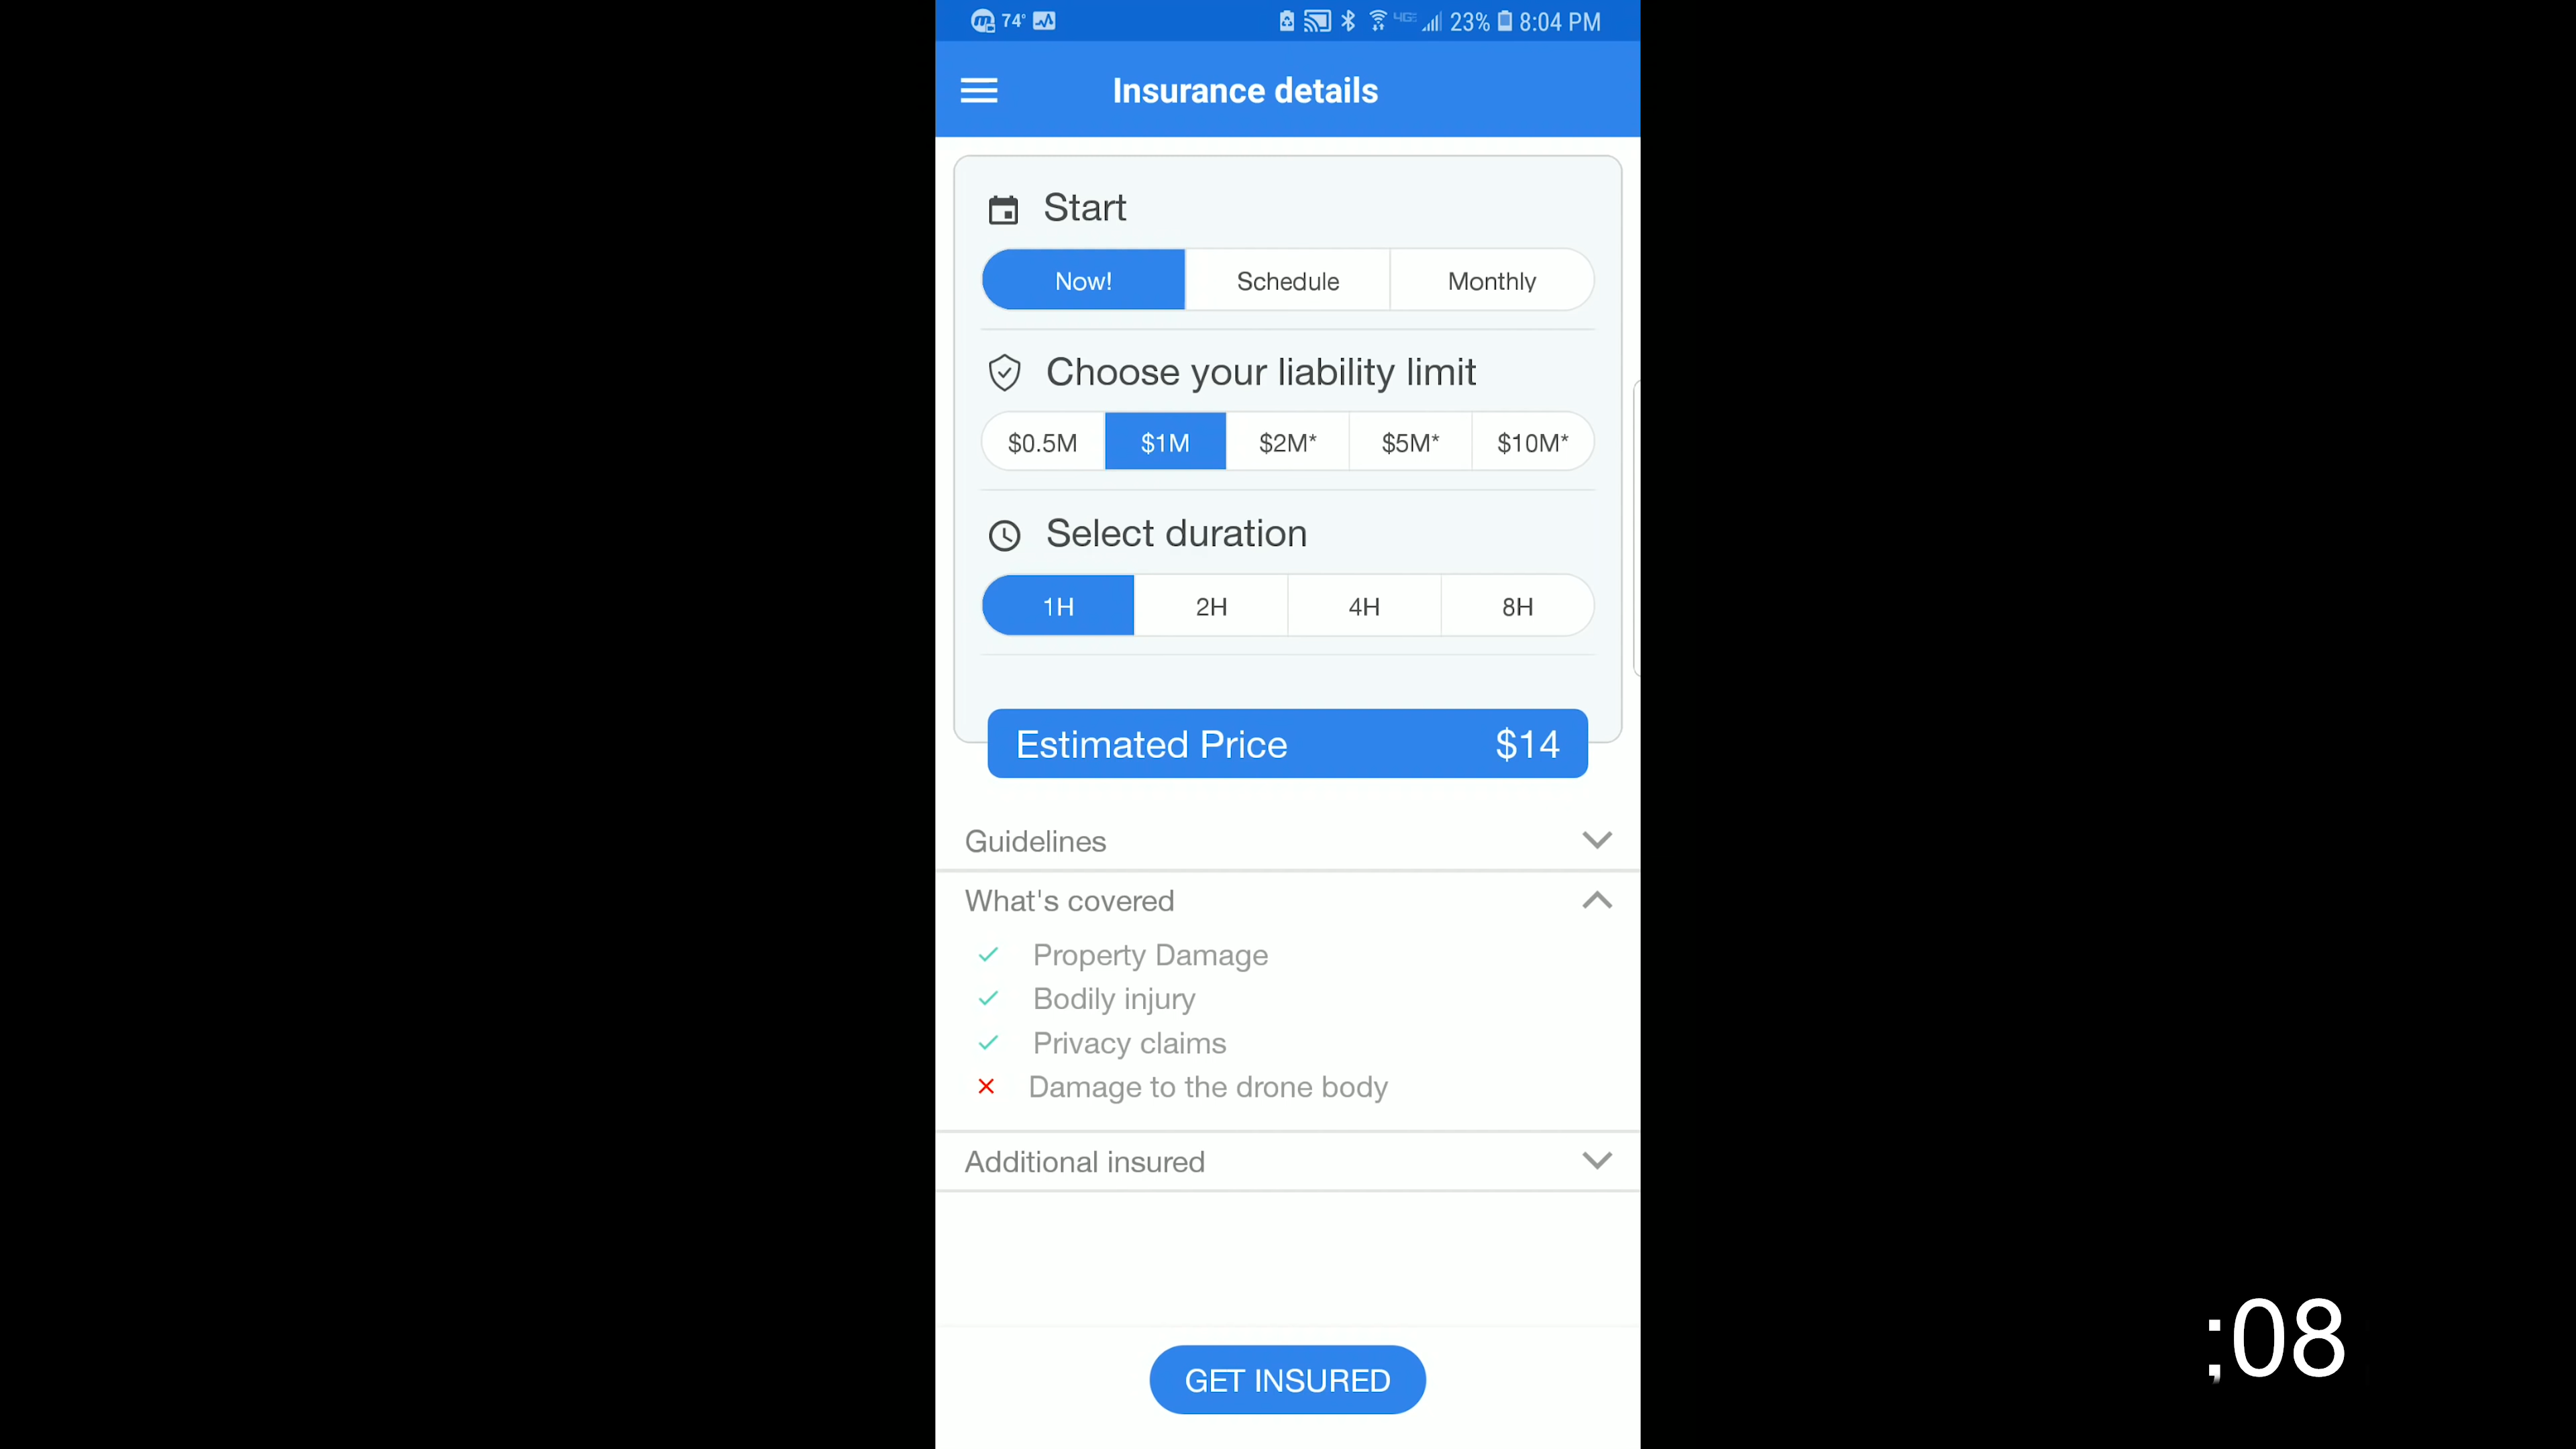 74° 23% 8:04 PM
Insurance details
Start
Now! Schedule Monthly
Choose your liability limit
$0.5M $1M $2M* $5M* $10M*
Select duration
1H 2H 4H 8H
Estimated Price $14
Guidelines
What's covered
Property Damage
Bodily injury
Privacy claims
Damage to the drone body
Additional insured
GET INSURED
;08